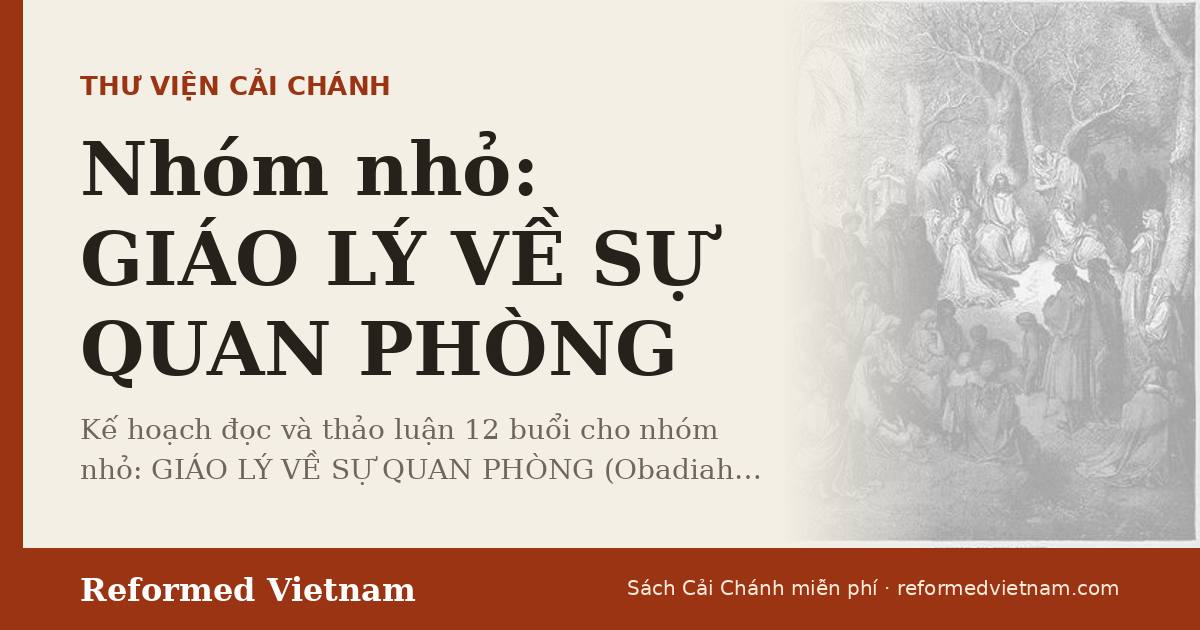 THƯ VIỆN CẢI CHÁNH
Nhóm nhỏ:
GIÁO LÝ VỀ SỰ
QUAN PHÒNG
Kế hoạch đọc và thảo luận 12 buổi cho nhóm
nhỏ: GIÁO LÝ VỀ SỰ QUAN PHÒNG (Obadiah…
Reformed Vietnam
Sách Cải Chánh miễn phí · reformedvietnam.com